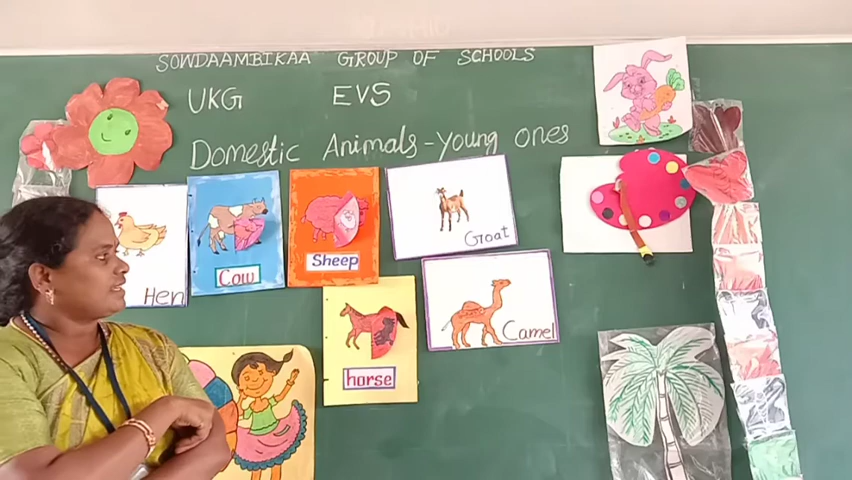 SOWDAAMBIKAA GROUP OF SCHOOLS
UKG EVS
Domestic Animals - young ones
Hen
Cow
Sheep
Goat
horse
Camel